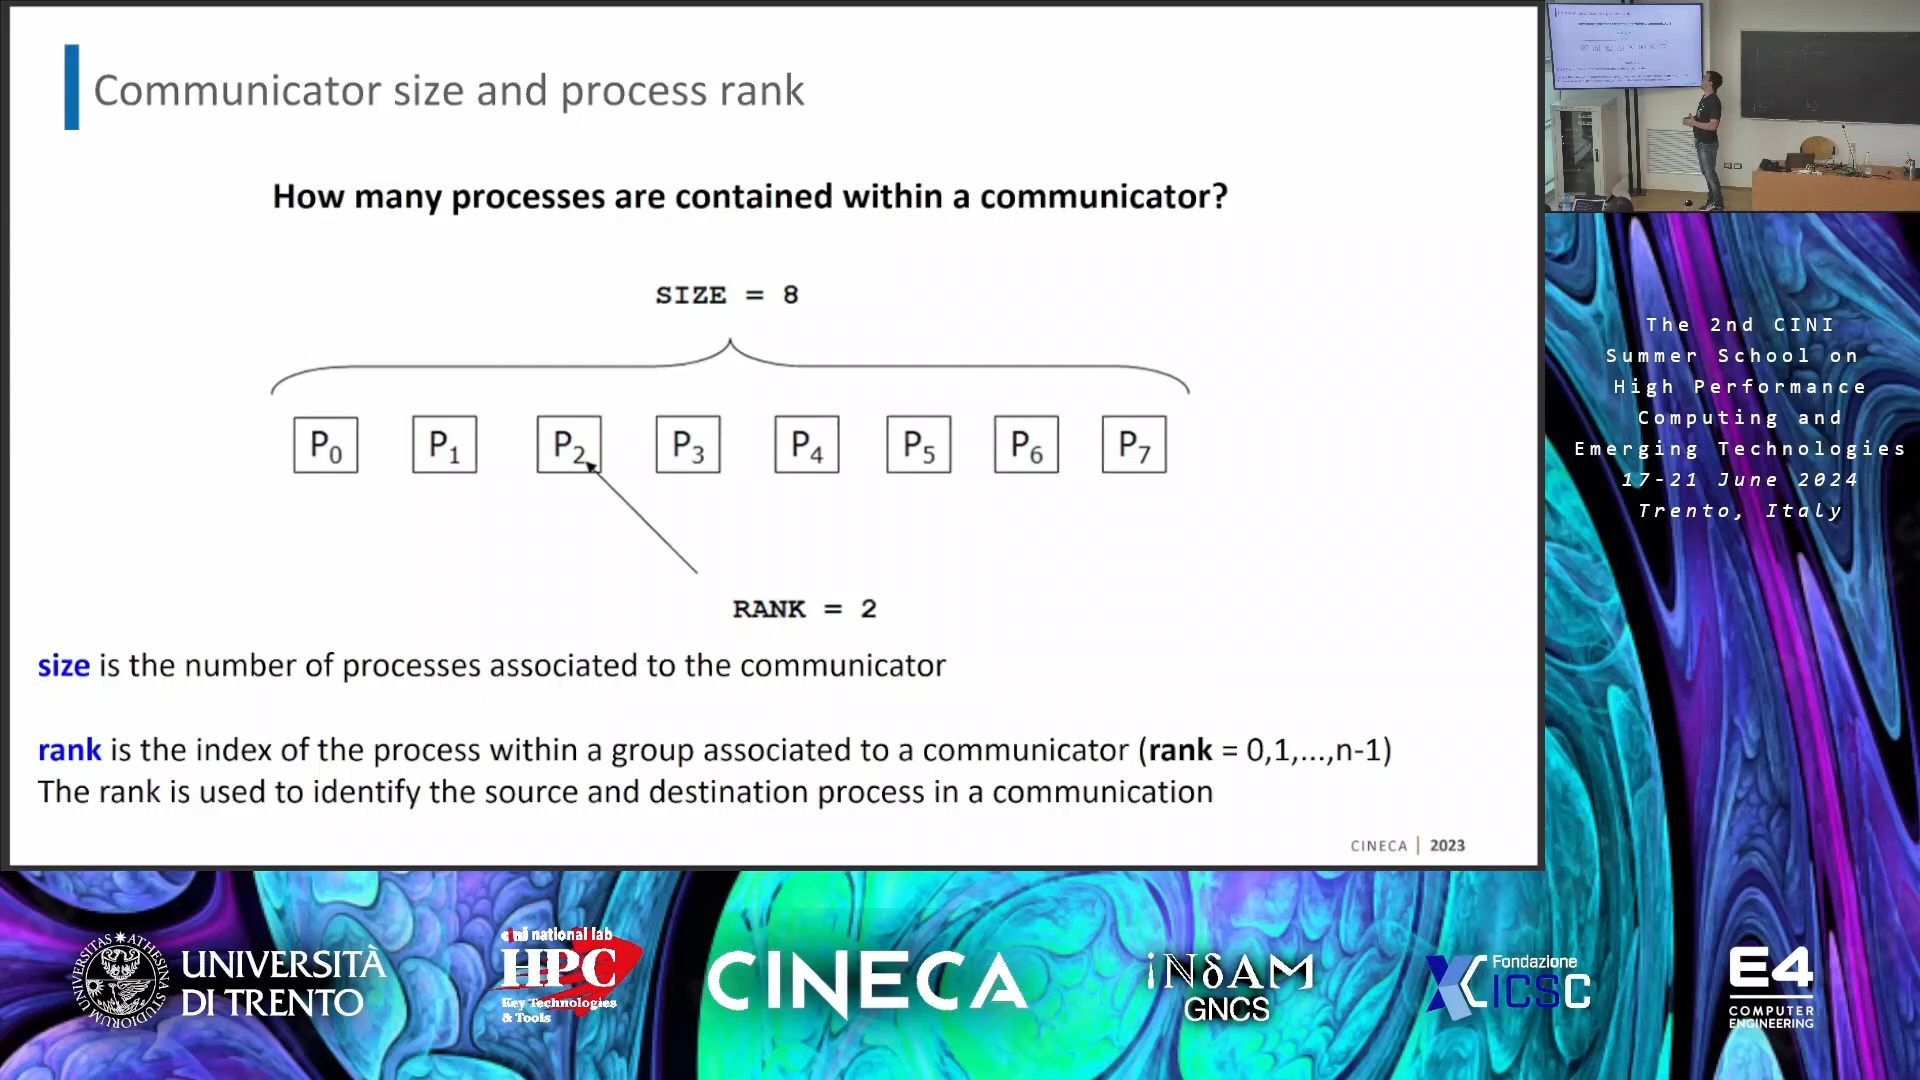 Communicator size and process rank
How many processes are contained within a communicator?
SIZE = 8
P0 P1 P2 P3 P4 P5 P6 P7
RANK = 2
size is the number of processes associated to the communicator
rank is the index of the process within a group associated to a communicator (rank = 0,1,...,n-1)
The rank is used to identify the source and destination process in a communication
CINECA | 2023
The 2nd CINI
Summer School on
High Performance
Computing and
Emerging Technologies
17-21 June 2024
Trento, Italy
UNIVERSITÀ
DI TRENTO
cini national lab
HPC
Key Technologies
& Tools
CINECA
iNδAM
GNCS
Fondazione
ICSC
E4
COMPUTER
ENGINEERING